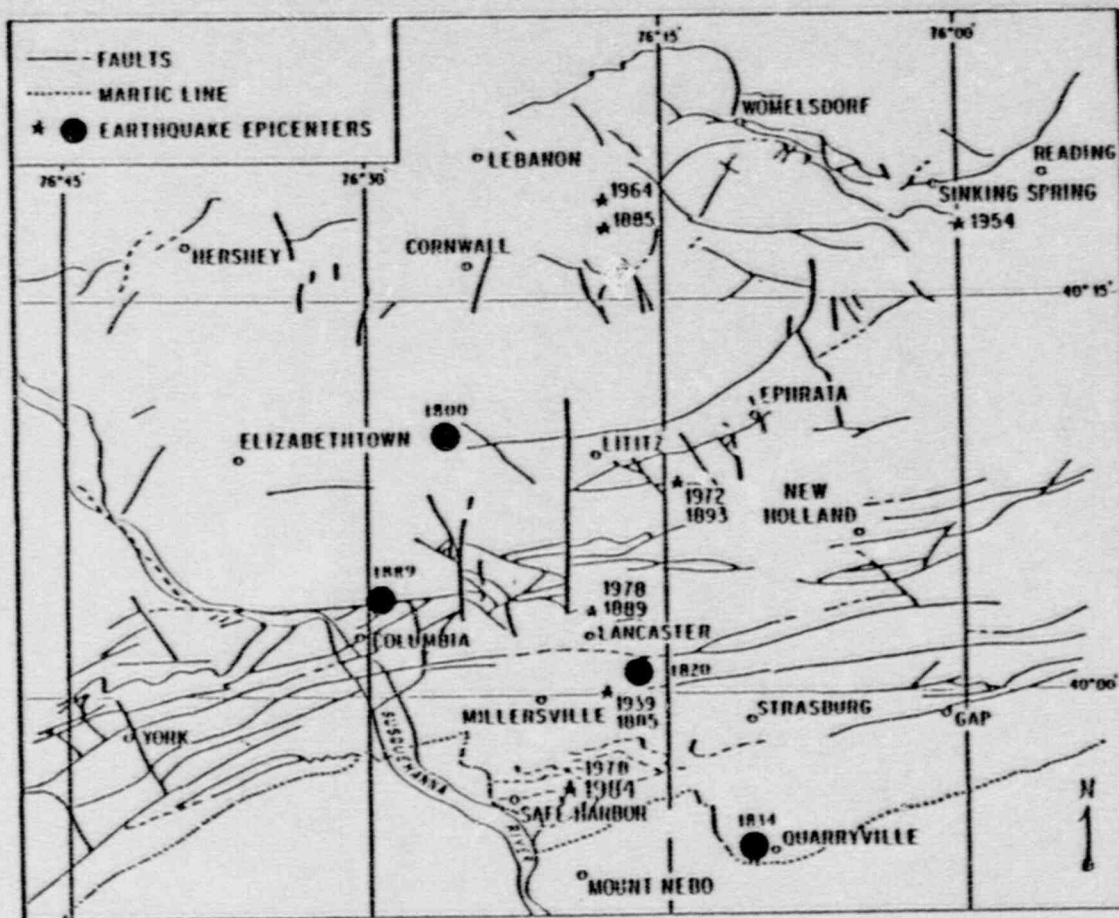 FAULTS
MARTIC LINE
EARTHQUAKE EPICENTERS
76°45'
76°30'
76°15'
76°00'
WOMELSDORF
LEBANON
READING
SINKING SPRING
1964
1885
1954
HERSHEY
CORNWALL
40°15'
EPHRATA
1800
ELIZABETHTOWN
LITITZ
1972
1893
NEW
HOLLAND
1889
1978
1889
COLUMBIA
LANCASTER
1820
40°00'
MILLERSVILLE
1939
1885
STRASBURG
GAP
YORK
SUSQUEHANNA
RIVER
1978
1984
SAFE HARBOR
N
QUARRYVILLE
MOUNT NEBO